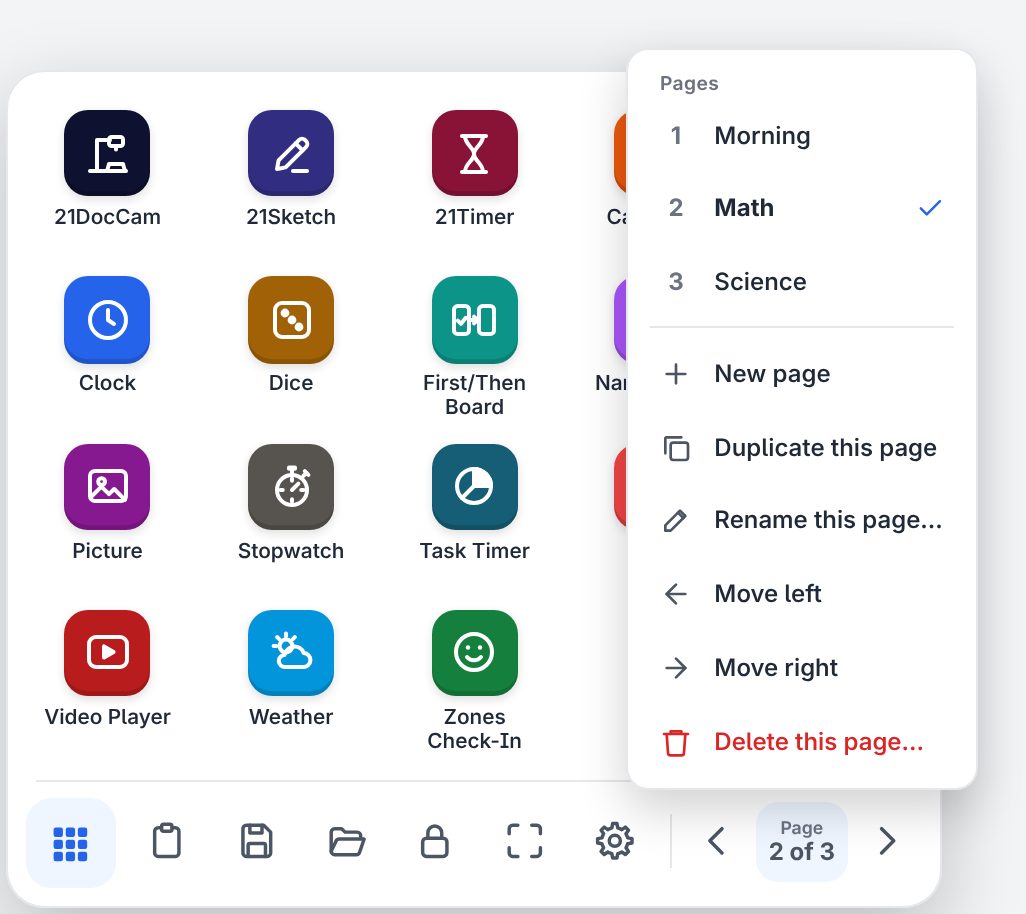 Pages
1 Morning
2 Math
3 Science
New page
Duplicate this page
Rename this page...
Move left
Move right
Delete this page...
21DocCam
21Sketch
21Timer
Clock
Dice
First/Then
Board
Picture
Stopwatch
Task Timer
Video Player
Weather
Zones
Check-In
Page
2 of 3